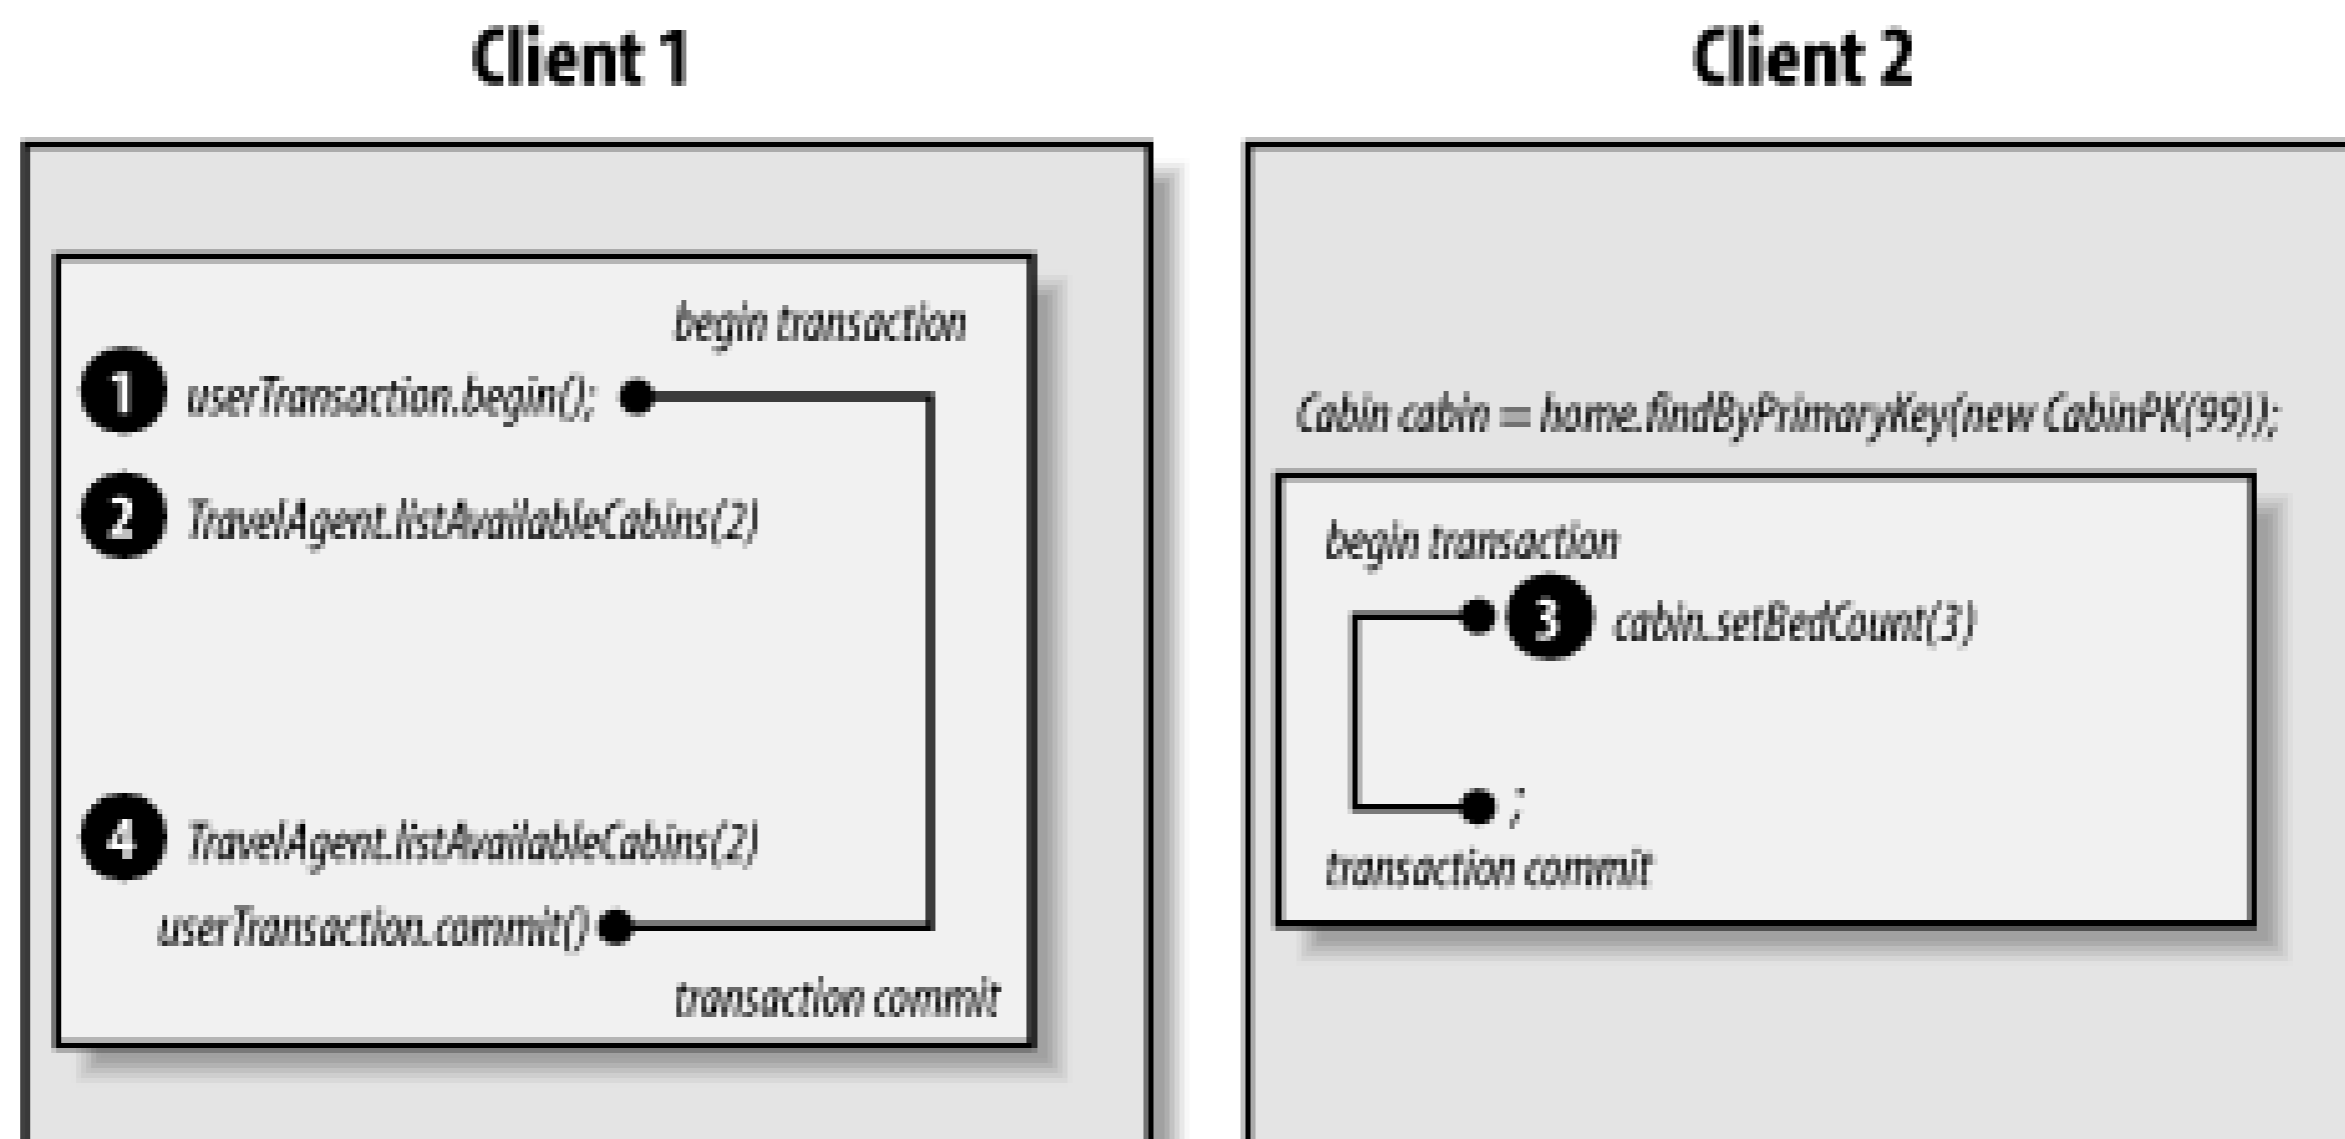 Client 1
begin transaction
1 userTransaction.begin();
2 TravelAgent.listAvailableCabins(2)
4 TravelAgent.listAvailableCabins(2)
userTransaction.commit()
transaction commit
Client 2
Cabin cabin = home.findByPrimaryKey(new CabinPK(99));
begin transaction
3 cabin.setBedCount(3)
;
transaction commit